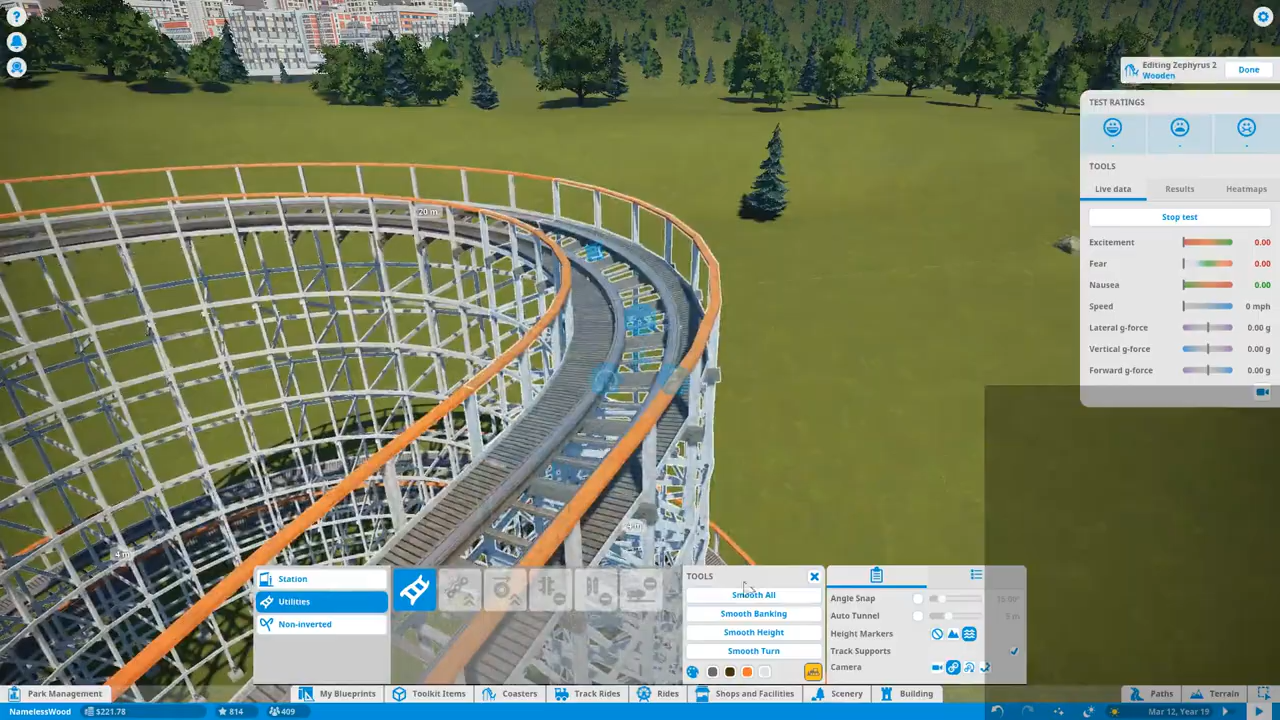 Editing Zephyrus 2
Wooden
Done
TEST RATINGS
-
-
-
TOOLS
Live data
Results
Heatmaps
Stop test
Excitement
0.00
Fear
0.00
Nausea
0.00
Speed
0 mph
Lateral g-force
0.00 g
Vertical g-force
0.00 g
Forward g-force
0.00 g
20 m
4 m
Station
Utilities
Non-inverted
TOOLS
Smooth All
Smooth Banking
Smooth Height
Smooth Turn
Angle Snap
Auto Tunnel
5 m
Height Markers
Track Supports
Camera
Park Management
My Blueprints
Toolkit Items
Coasters
Track Rides
Rides
Shops and Facilities
Scenery
Building
Paths
Terrain
NamelessWood
$221.78
814
409
Mar 12, Year 19